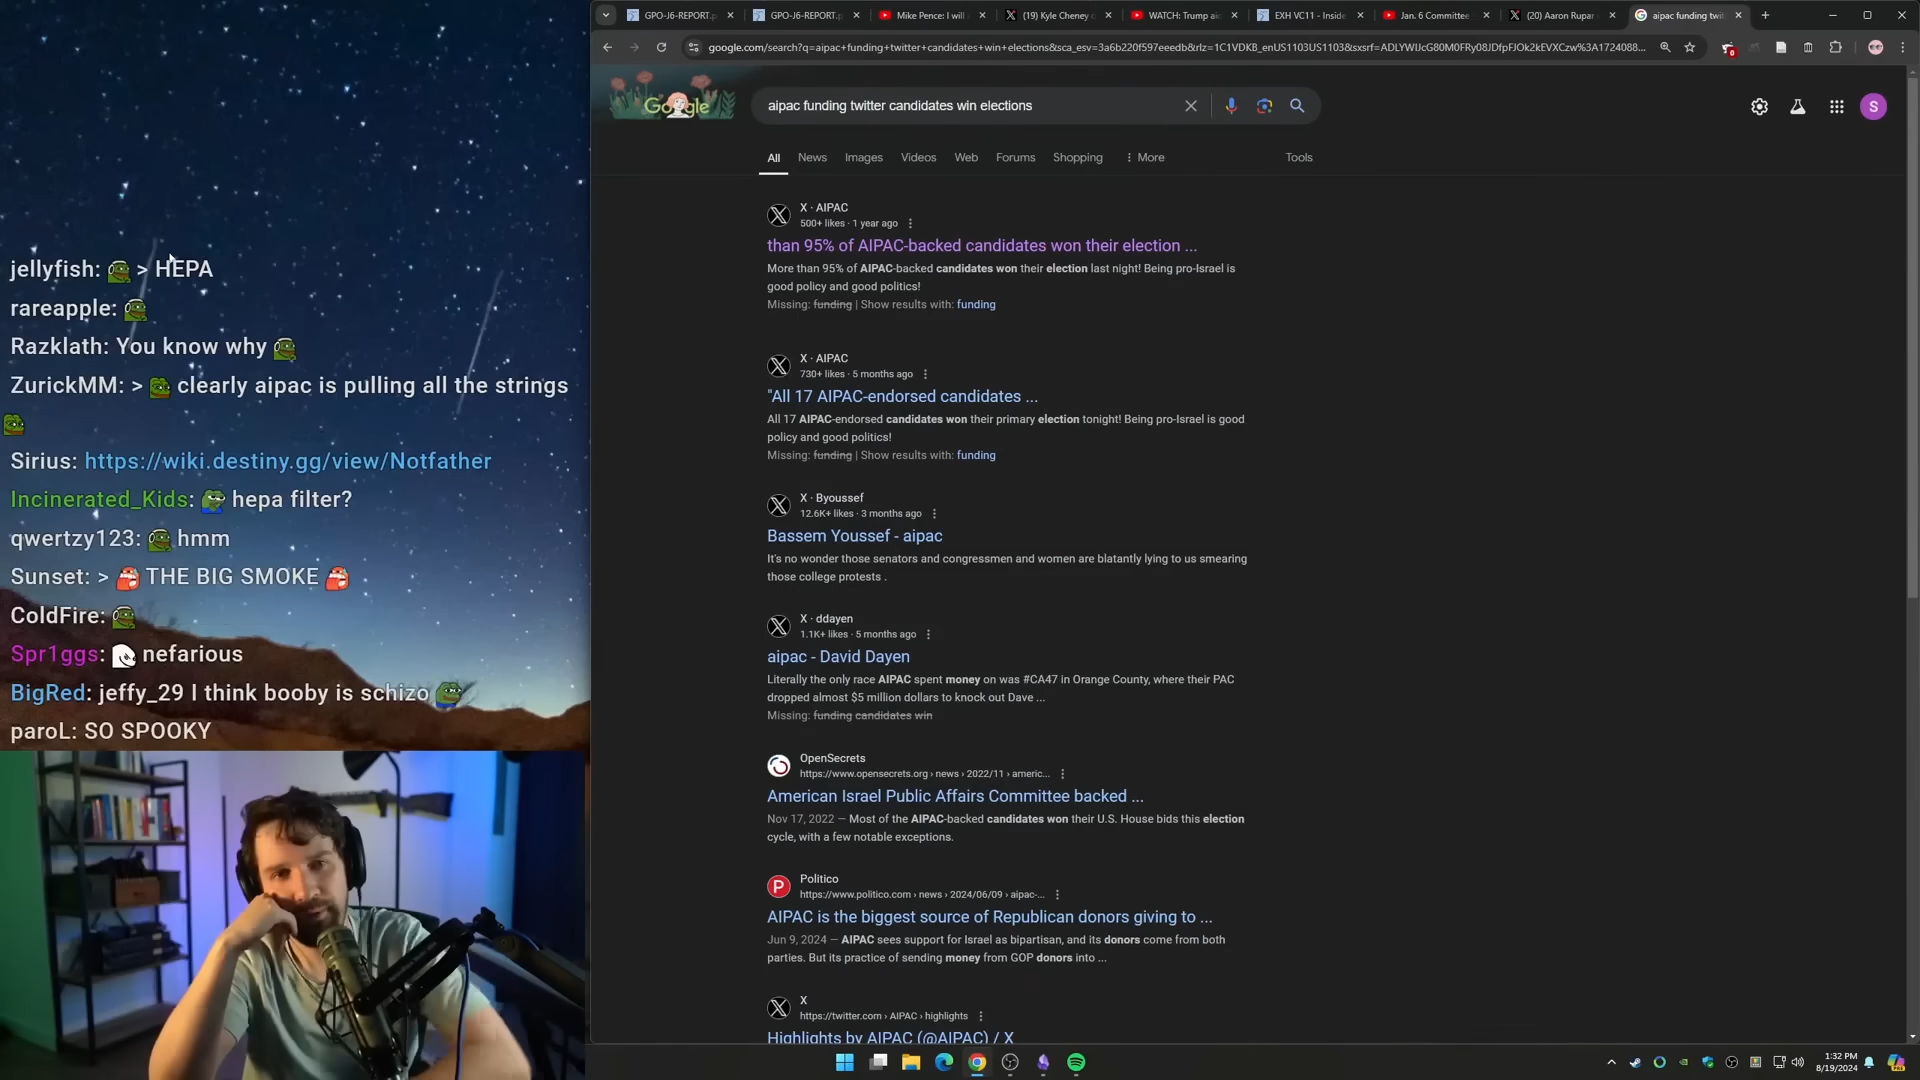 GPO-J6-REPORT.p
GPO-J6-REPORT.p
Mike Pence: I will
(19) Kyle Cheney o
WATCH: Trump ai
EXH VC11 - Inside
Jan. 6 Committee
(20) Aaron Rupar
aipac funding twit
google.com/search?q=aipac+funding+twitter+candidates+win+elections&sca_esv=3a6b220f597eeedb&rlz=1C1VDKB_enUS1103US1103&sxsrf=ADLYWIJcG80M0FRy08JDfpFJOk2kEVXCzw%3A1724088...
Google
aipac funding twitter candidates win elections
S
All
News
Images
Videos
Web
Forums
Shopping
More
Tools
X · AIPAC
500+ likes · 1 year ago
than 95% of AIPAC-backed candidates won their election ...
More than 95% of AIPAC-backed candidates won their election last night! Being pro-Israel is
good policy and good politics!
Missing: funding | Show results with: funding
X · AIPAC
730+ likes · 5 months ago
"All 17 AIPAC-endorsed candidates ...
All 17 AIPAC-endorsed candidates won their primary election tonight! Being pro-Israel is good
policy and good politics!
Missing: funding | Show results with: funding
X · Byoussef
12.6K+ likes · 3 months ago
Bassem Youssef - aipac
It's no wonder those senators and congressmen and women are blatantly lying to us smearing
those college protests .
X · ddayen
1.1K+ likes · 5 months ago
aipac - David Dayen
Literally the only race AIPAC spent money on was #CA47 in Orange County, where their PAC
dropped almost $5 million dollars to knock out Dave ...
Missing: funding candidates win
OpenSecrets
https://www.opensecrets.org › news › 2022/11 › americ...
American Israel Public Affairs Committee backed ...
Nov 17, 2022 — Most of the AIPAC-backed candidates won their U.S. House bids this election
cycle, with a few notable exceptions.
P
Politico
https://www.politico.com › news › 2024/06/09 › aipac-...
AIPAC is the biggest source of Republican donors giving to ...
Jun 9, 2024 — AIPAC sees support for Israel as bipartisan, and its donors come from both
parties. But its practice of sending money from GOP donors into ...
X
https://twitter.com › AIPAC › highlights
Highlights by AIPAC (@AIPAC) / X
jellyfish: > HEPA
rareapple:
Razklath: You know why
ZurickMM: > clearly aipac is pulling all the strings
Sirius: https://wiki.destiny.gg/view/Notfather
Incinerated_Kids: hepa filter?
qwertzy123: hmm
Sunset: > THE BIG SMOKE
ColdFire:
Spr1ggs: nefarious
BigRed: jeffy_29 I think booby is schizo
paroL: SO SPOOKY
1:32 PM
8/19/2024